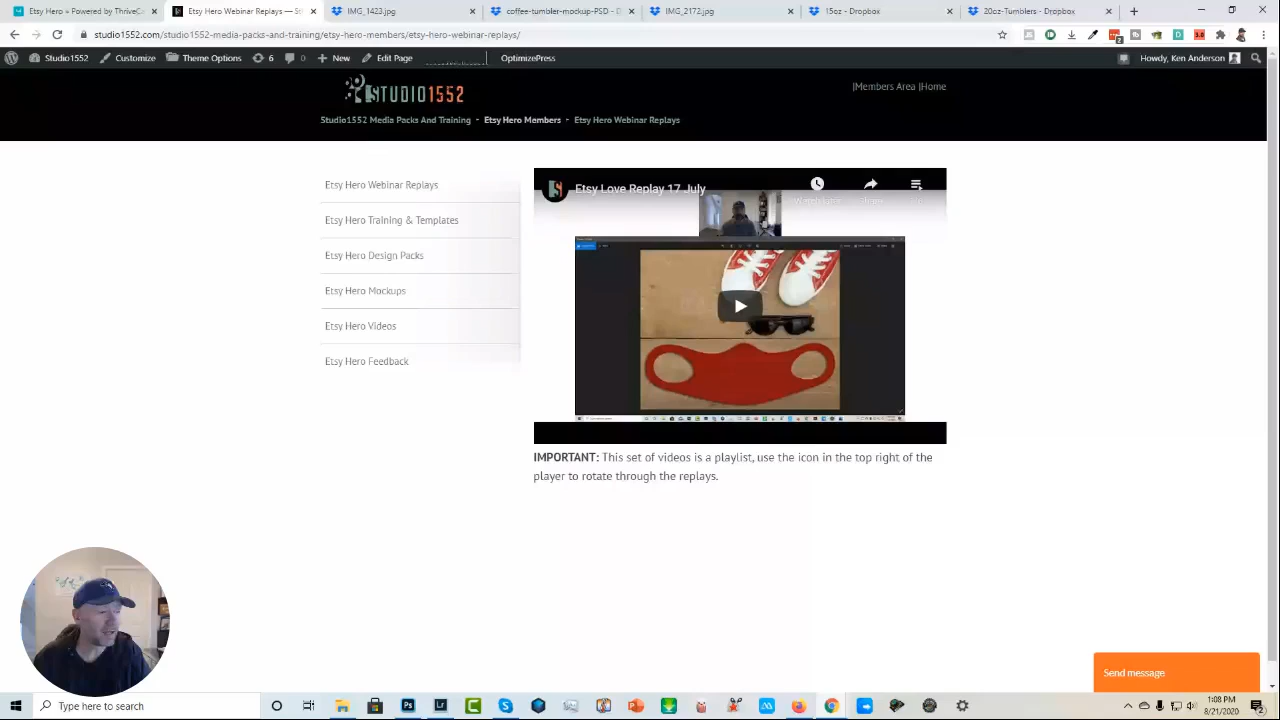 Etsy Hero » Powered by ThriveC
Etsy Hero Webinar Replays — St
IMG_1423.jpg
coffee-tumbler-mockup-PSD - D
IMG_2172.jpg
15oz - Dropbox
20oz-Tumblers - Dropbox
studio1552.com/studio1552-media-packs-and-training/etsy-hero-members/etsy-hero-webinar-replays/
Studio1552
Customize
Theme Options
6
0
New
Edit Page
OptimizePress
Howdy, Ken Anderson
STUDIO1552
|Members Area |Home
Studio1552 Media Packs And Training - Etsy Hero Members - Etsy Hero Webinar Replays
Etsy Hero Webinar Replays
Etsy Hero Training & Templates
Etsy Hero Design Packs
Etsy Hero Mockups
Etsy Hero Videos
Etsy Hero Feedback
Etsy Love Replay 17 July
Share
IMPORTANT: This set of videos is a playlist, use the icon in the top right of the
player to rotate through the replays.
Send message
Type here to search
1:08 PM
8/21/2020